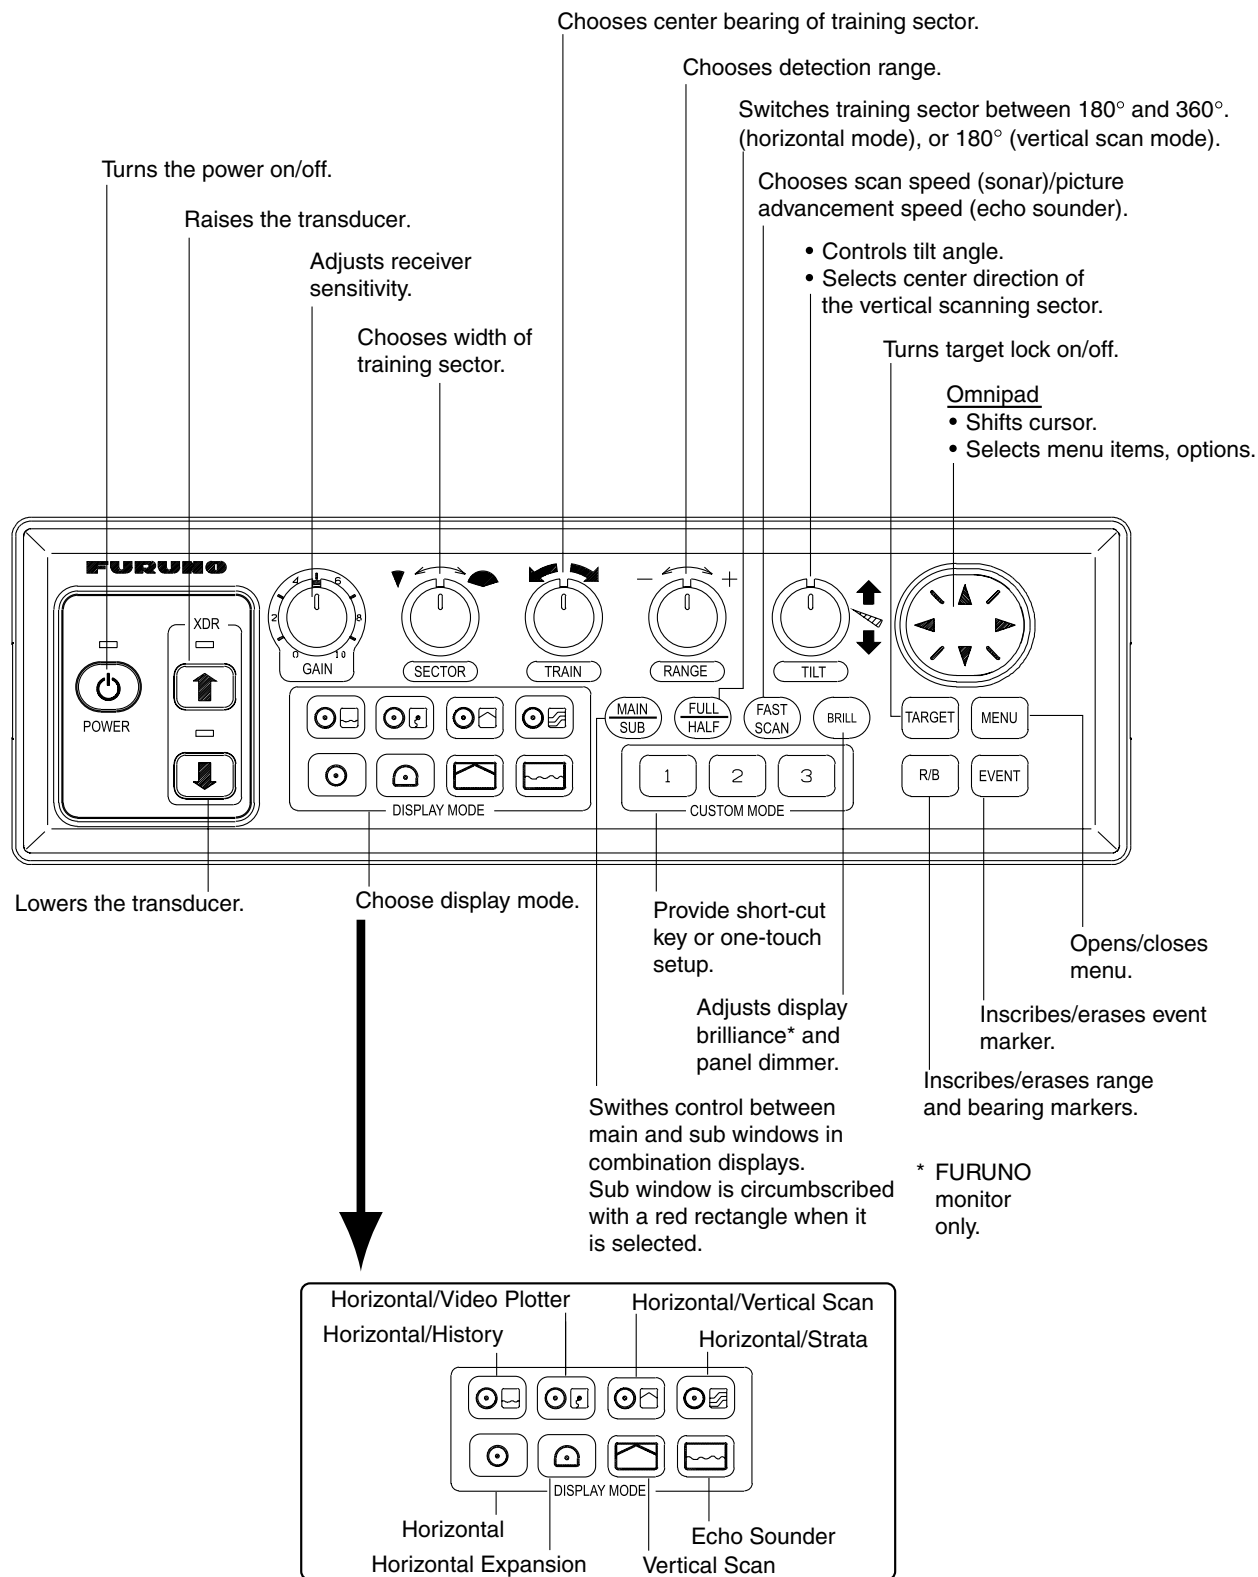 Chooses center bearing of training sector.
Chooses detection range.
Switches training sector between 180° and 360°.
(horizontal mode), or 180° (vertical scan mode).
Turns the power on/off.
Chooses scan speed (sonar)/picture
advancement speed (echo sounder).
Raises the transducer.
• Controls tilt angle.
• Selects center direction of
the vertical scanning sector.
Adjusts receiver
sensitivity.
Chooses width of
training sector.
Turns target lock on/off.
Omnipad
• Shifts cursor.
• Selects menu items, options.
FURUNO
XDR
POWER
0 2 4 6 8 10
GAIN
SECTOR
TRAIN
− +
RANGE
TILT
MAIN
SUB
FULL
HALF
FAST
SCAN
BRILL
TARGET
MENU
R/B
EVENT
1 2 3
DISPLAY MODE
CUSTOM MODE
Lowers the transducer.
Choose display mode.
Provide short-cut
key or one-touch
setup.
Opens/closes
menu.
Adjusts display
brilliance* and
panel dimmer.
Inscribes/erases event
marker.
Inscribes/erases range
and bearing markers.
Swithes control between
main and sub windows in
combination displays.
Sub window is circumbscribed
with a red rectangle when it
is selected.
* FURUNO
monitor
only.
Horizontal/Video Plotter
Horizontal/Vertical Scan
Horizontal/History
Horizontal/Strata
DISPLAY MODE
Horizontal
Echo Sounder
Horizontal Expansion
Vertical Scan